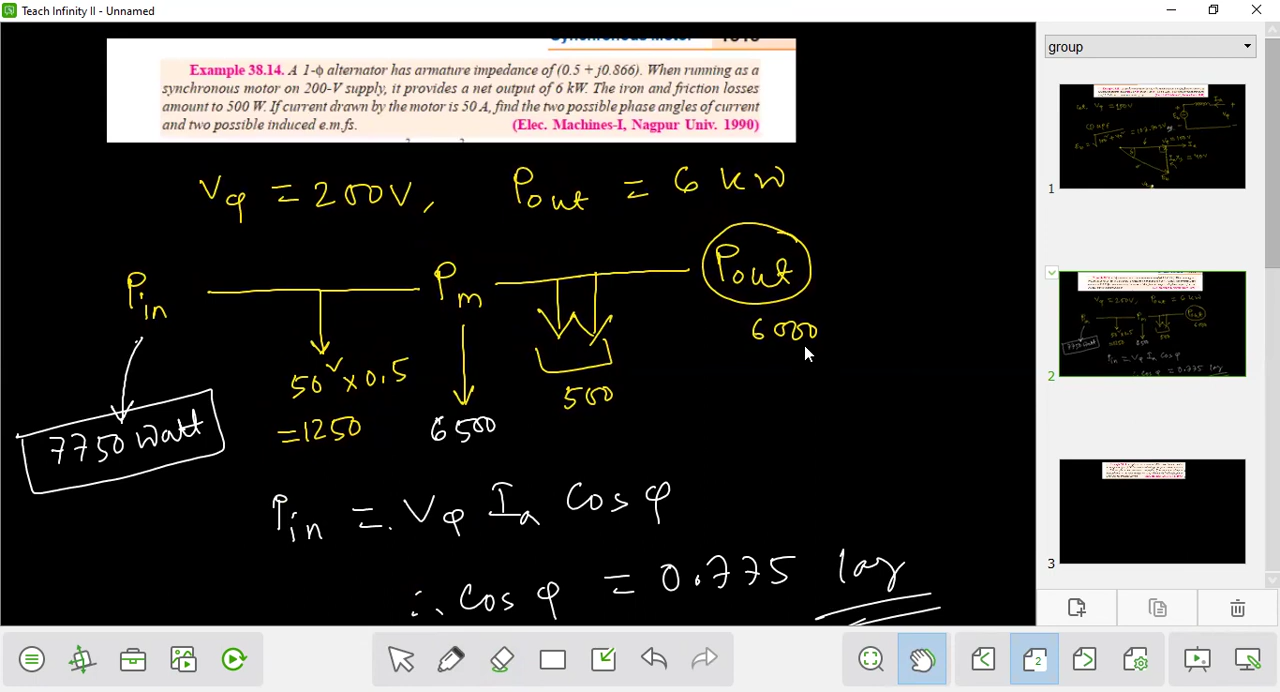 Teach Infinity II - Unnamed
group
Example 38.14. A 1-ϕ alternator has armature impedance of (0.5 + j0.866). When running as a
synchronous motor on 200-V supply, it provides a net output of 6 kW. The iron and friction losses
amount to 500 W. If current drawn by the motor is 50 A, find the two possible phase angles of current
and two possible induced e.m.fs.
(Elec. Machines-I, Nagpur Univ. 1990)
Vφ = 200V, Pout = 6 kW
Pin Pm Pout
6000
50² × 0.5
500
= 1250
6500
7750 Watt
Pin = Vφ Ia Cos φ
∴ Cos φ = 0.775 lag
1
2
3
2